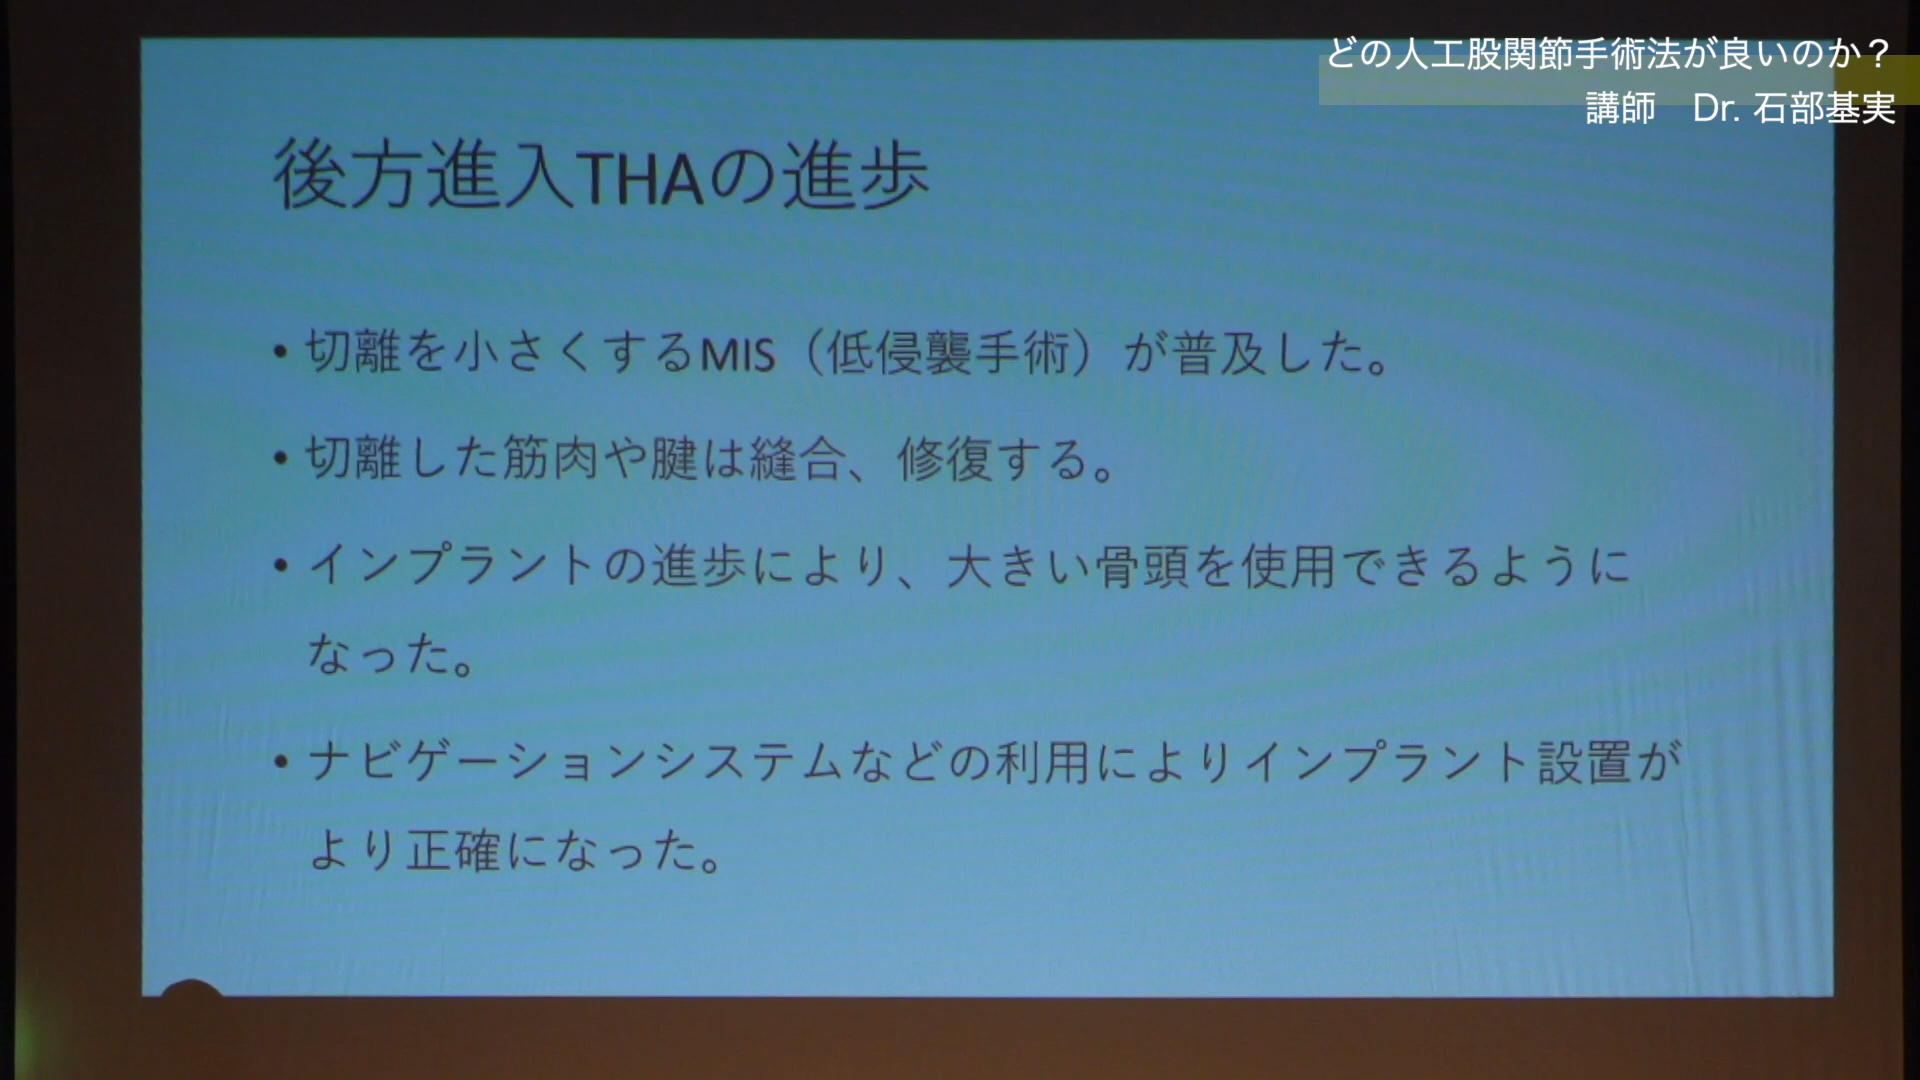 どの人工股関節手術法が良いのか？
講師　Dr. 石部基実
後方進入THAの進歩
• 切離を小さくするMIS（低侵襲手術）が普及した。
• 切離した筋肉や腱は縫合、修復する。
• インプラントの進歩により、大きい骨頭を使用できるように
なった。
• ナビゲーションシステムなどの利用によりインプラント設置が
より正確になった。